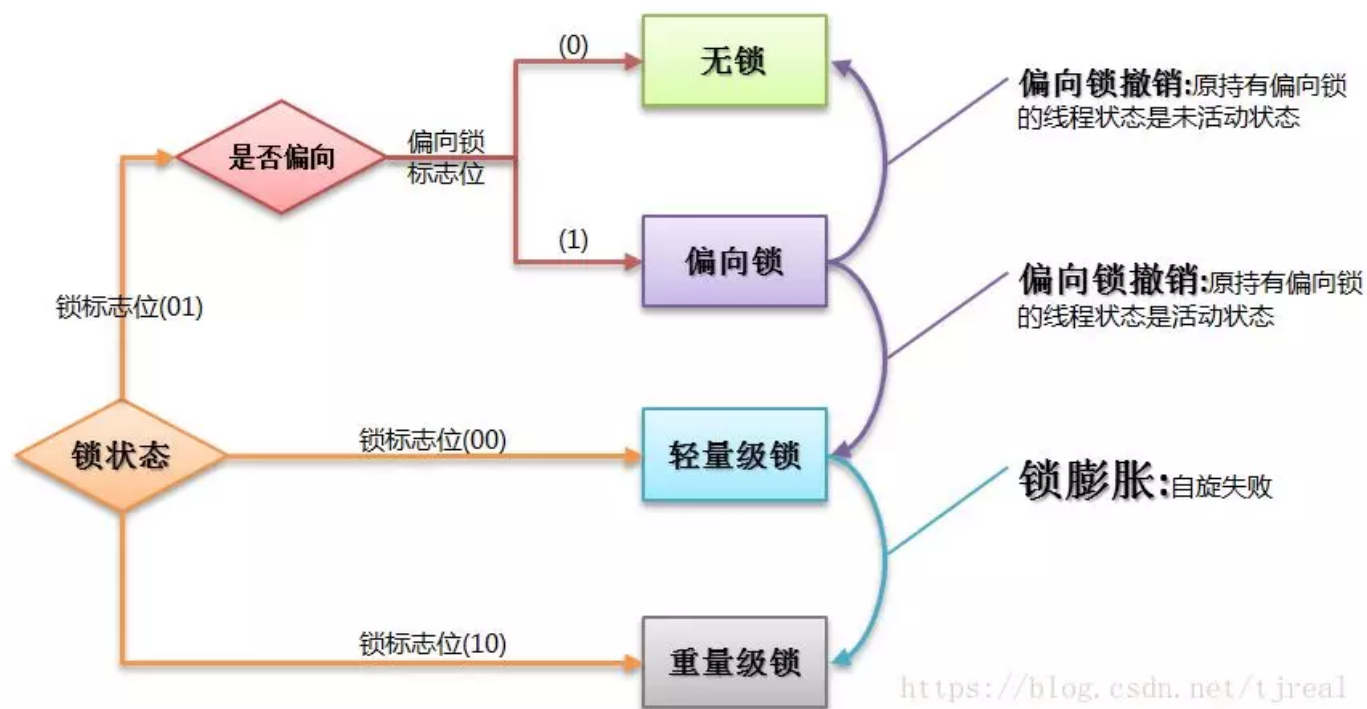 (0)
无锁
偏向锁撤销:原持有偏向锁
的线程状态是未活动状态
是否偏向
偏向锁
标志位
(1)
偏向锁
偏向锁撤销:原持有偏向锁
的线程状态是活动状态
锁标志位(01)
锁状态
锁标志位(00)
轻量级锁
锁膨胀:自旋失败
锁标志位(10)
重量级锁
https://blog.csdn.net/tjreal